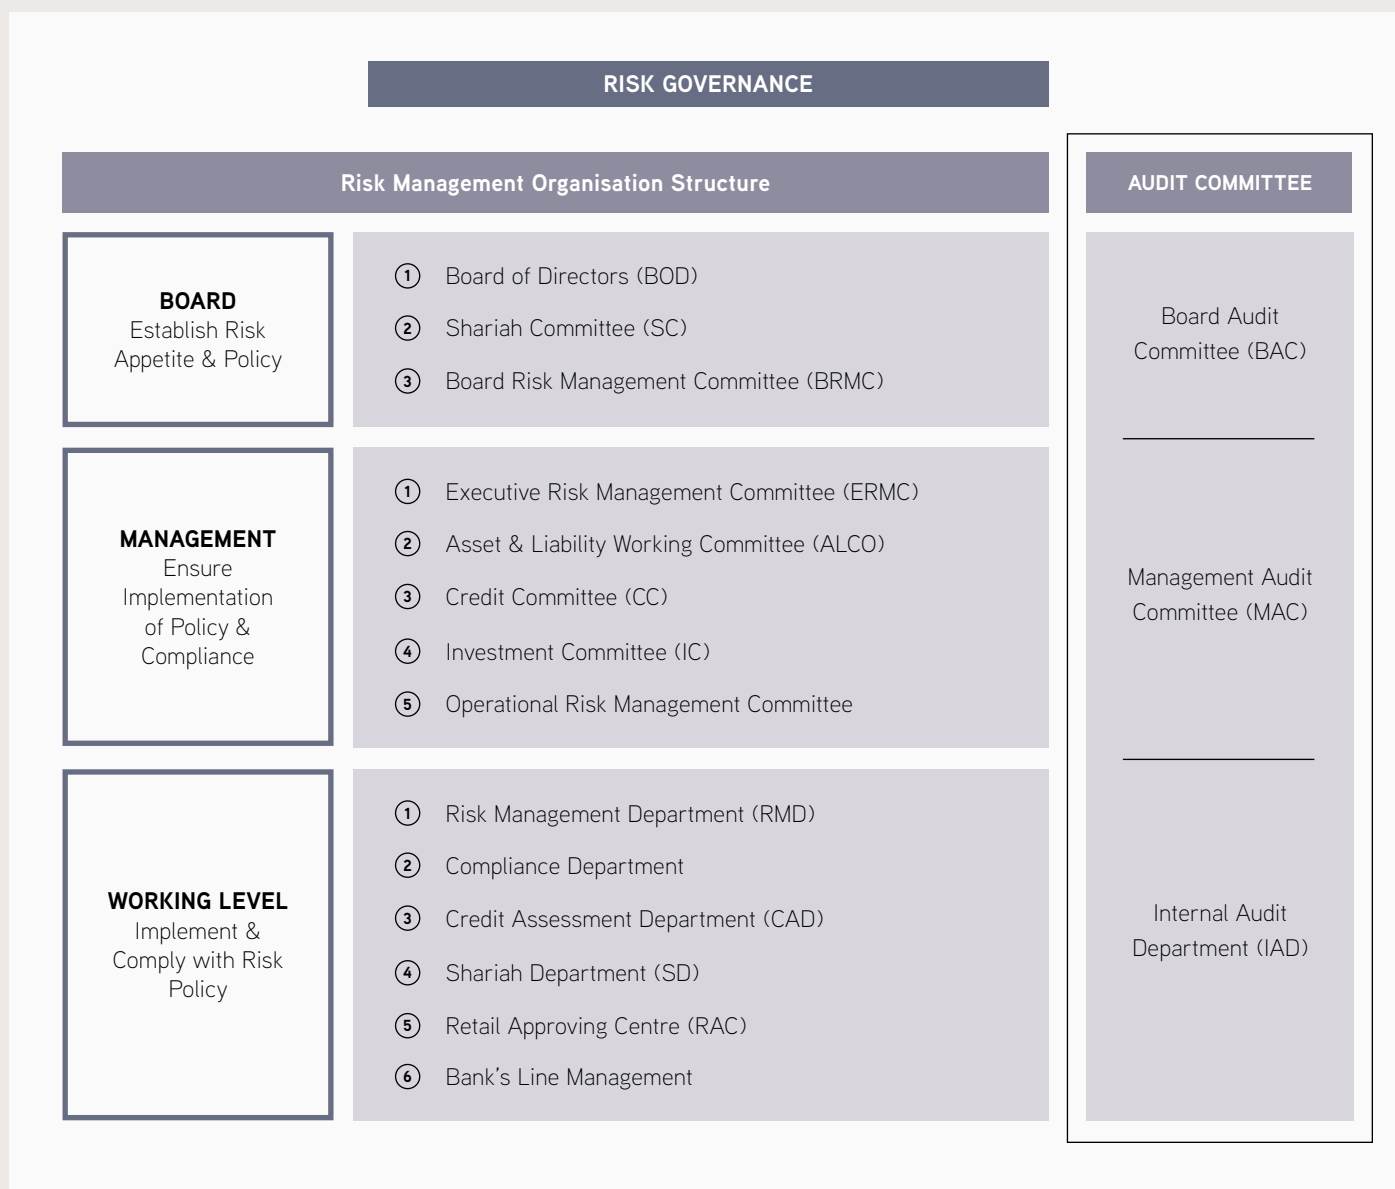 RISK GOVERNANCE
Risk Management Organisation Structure
BOARD
Establish Risk
Appetite & Policy
1 Board of Directors (BOD)
2 Shariah Committee (SC)
3 Board Risk Management Committee (BRMC)
MANAGEMENT
Ensure
Implementation
of Policy &
Compliance
1 Executive Risk Management Committee (ERMC)
2 Asset & Liability Working Committee (ALCO)
3 Credit Committee (CC)
4 Investment Committee (IC)
5 Operational Risk Management Committee
WORKING LEVEL
Implement &
Comply with Risk
Policy
1 Risk Management Department (RMD)
2 Compliance Department
3 Credit Assessment Department (CAD)
4 Shariah Department (SD)
5 Retail Approving Centre (RAC)
6 Bank’s Line Management
AUDIT COMMITTEE
Board Audit
Committee (BAC)
Management Audit
Committee (MAC)
Internal Audit
Department (IAD)